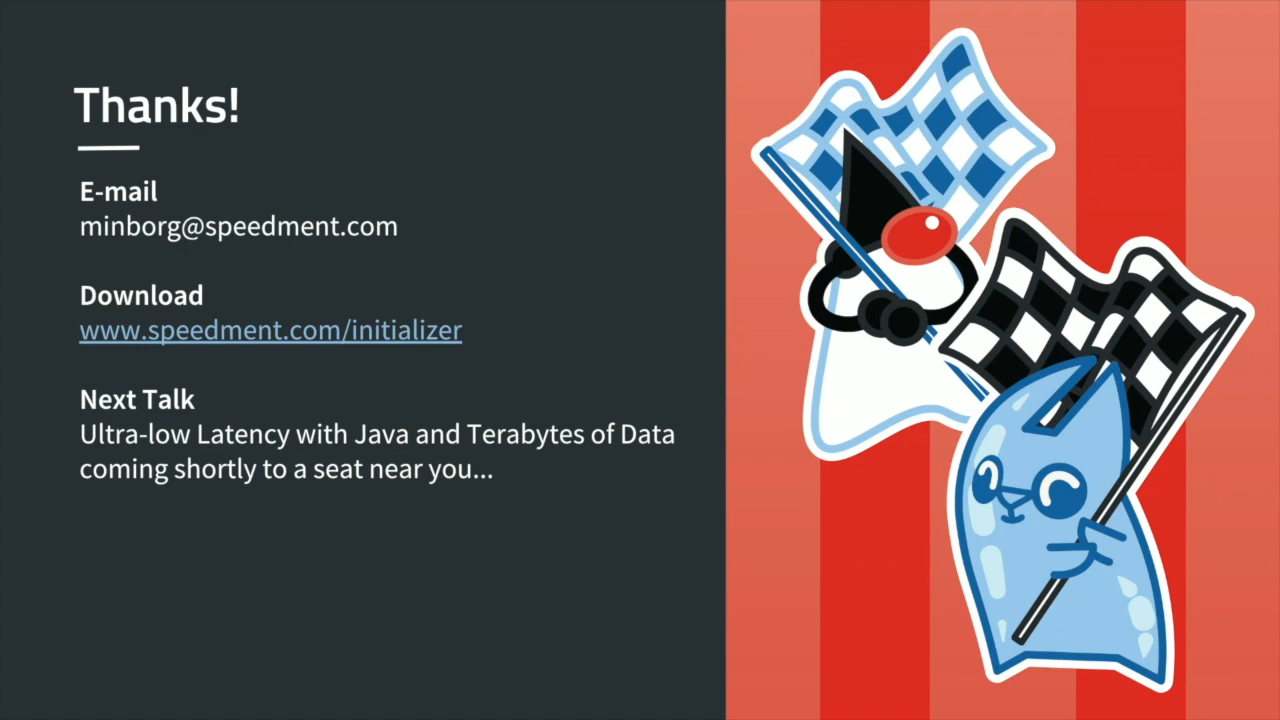 Thanks!
E-mail
minborg@speedment.com
Download
www.speedment.com/initializer
Next Talk
Ultra-low Latency with Java and Terabytes of Data
coming shortly to a seat near you...